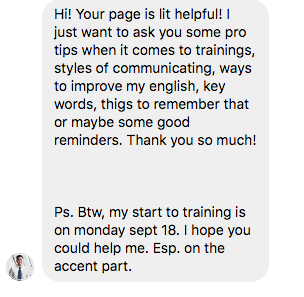 Hi! Your page is lit helpful! I
just want to ask you some pro
tips when it comes to trainings,
styles of communicating, ways
to improve my english, key
words, thigs to remember that
or maybe some good
reminders. Thank you so much!
Ps. Btw, my start to training is
on monday sept 18. I hope you
could help me. Esp. on the
accent part.